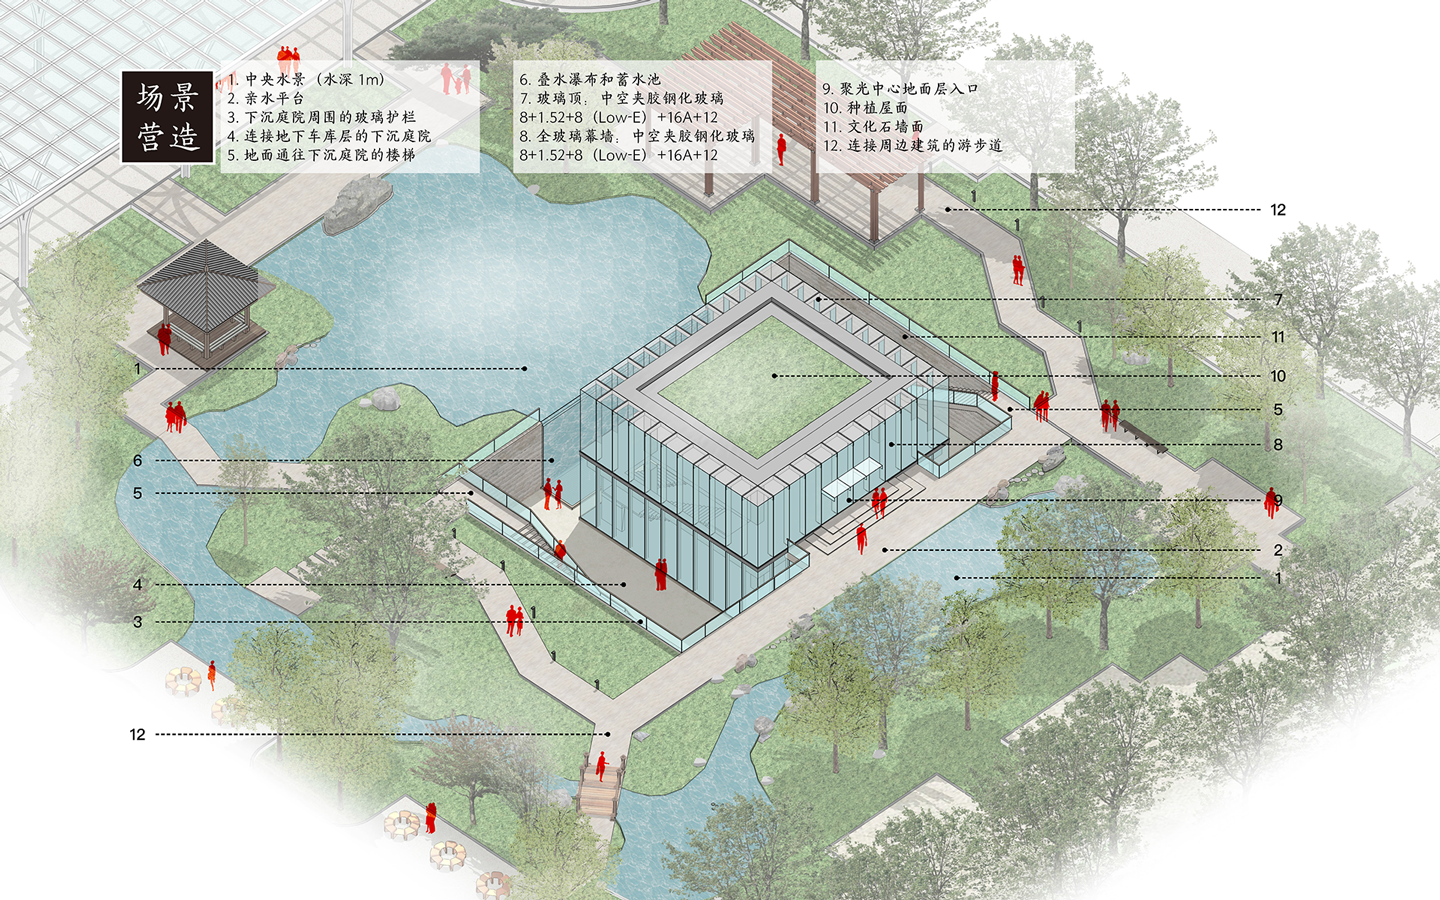 场景
营造
1. 中央水景 （水深 1m）
2. 亲水平台
3. 下沉庭院周围的玻璃护栏
4. 连接地下车库层的下沉庭院
5. 地面通往下沉庭院的楼梯
6. 叠水瀑布和蓄水池
7. 玻璃顶：中空夹胶钢化玻璃
8+1.52+8（Low-E）+16A+12
8. 全玻璃幕墙：中空夹胶钢化玻璃
8+1.52+8（Low-E）+16A+12
9. 聚光中心地面层入口
10. 种植屋面
11. 文化石墙面
12. 连接周边建筑的游步道
12
7
11
1
10
5
8
6
5
9
2
1
4
3
12